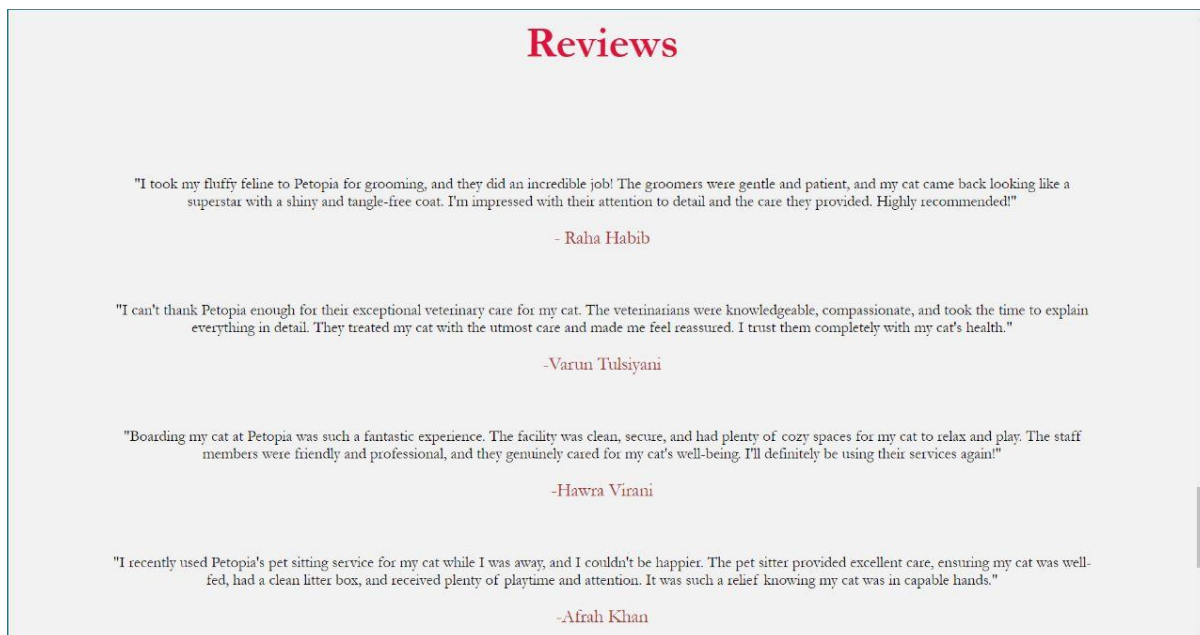 Reviews
"I took my fluffy feline to Petopia for grooming, and they did an incredible job! The groomers were gentle and patient, and my cat came back looking like a
superstar with a shiny and tangle-free coat. I'm impressed with their attention to detail and the care they provided. Highly recommended!"
- Raha Habib
"I can't thank Petopia enough for their exceptional veterinary care for my cat. The veterinarians were knowledgeable, compassionate, and took the time to explain
everything in detail. They treated my cat with the utmost care and made me feel reassured. I trust them completely with my cat's health."
-Varun Tulsiyani
"Boarding my cat at Petopia was such a fantastic experience. The facility was clean, secure, and had plenty of cozy spaces for my cat to relax and play. The staff
members were friendly and professional, and they genuinely cared for my cat's well-being. I'll definitely be using their services again!"
-Hawra Virani
"I recently used Petopia's pet sitting service for my cat while I was away, and I couldn't be happier. The pet sitter provided excellent care, ensuring my cat was well-
fed, had a clean litter box, and received plenty of playtime and attention. It was such a relief knowing my cat was in capable hands."
-Afrah Khan